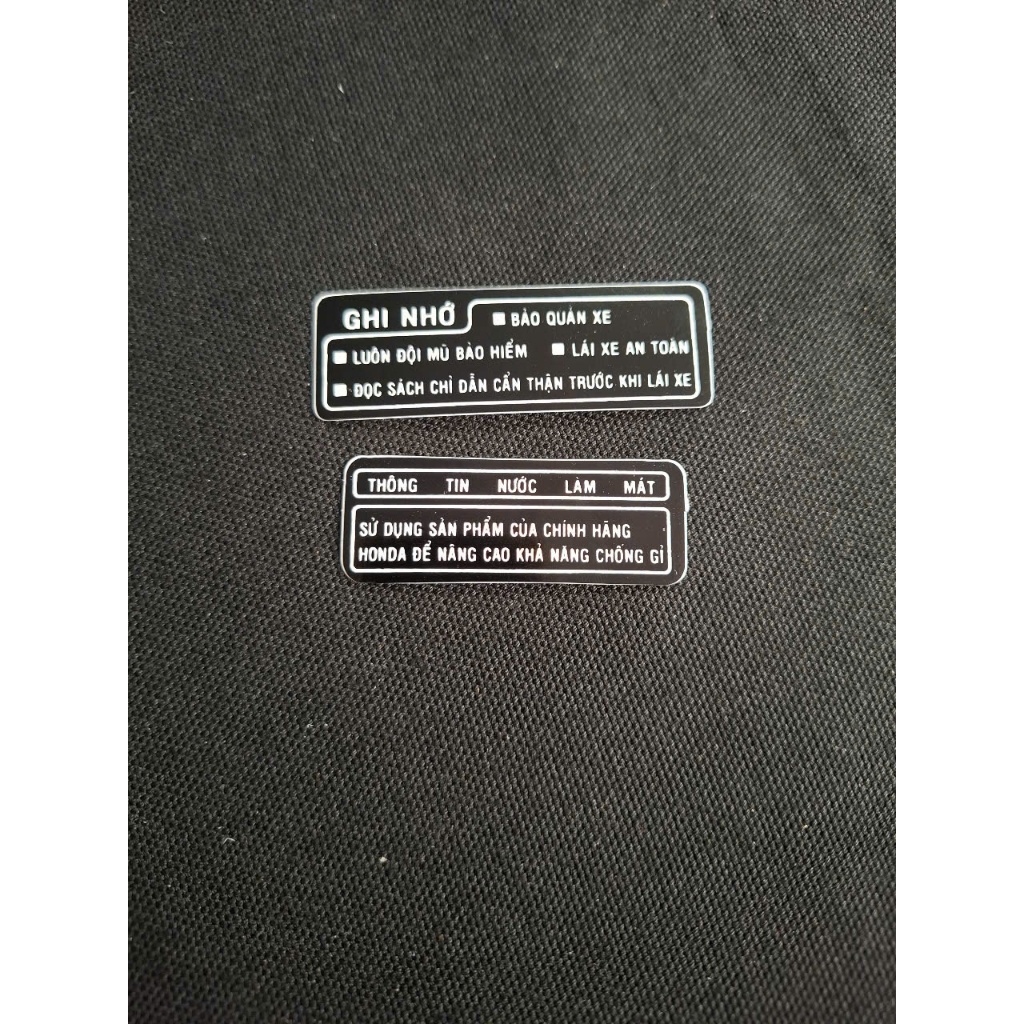 GHI NHỚ ■ BẢO QUẢN XE
■ LUÔN ĐỘI MŨ BẢO HIỂM ■ LÁI XE AN TOÀN
■ ĐỌC SÁCH CHỈ DẪN CẨN THẬN TRƯỚC KHI LÁI XE
THÔNG TIN NƯỚC LÀM MÁT
SỬ DỤNG SẢN PHẨM CỦA CHÍNH HÃNG
HONDA ĐỂ NÂNG CAO KHẢ NĂNG CHỐNG GỈ